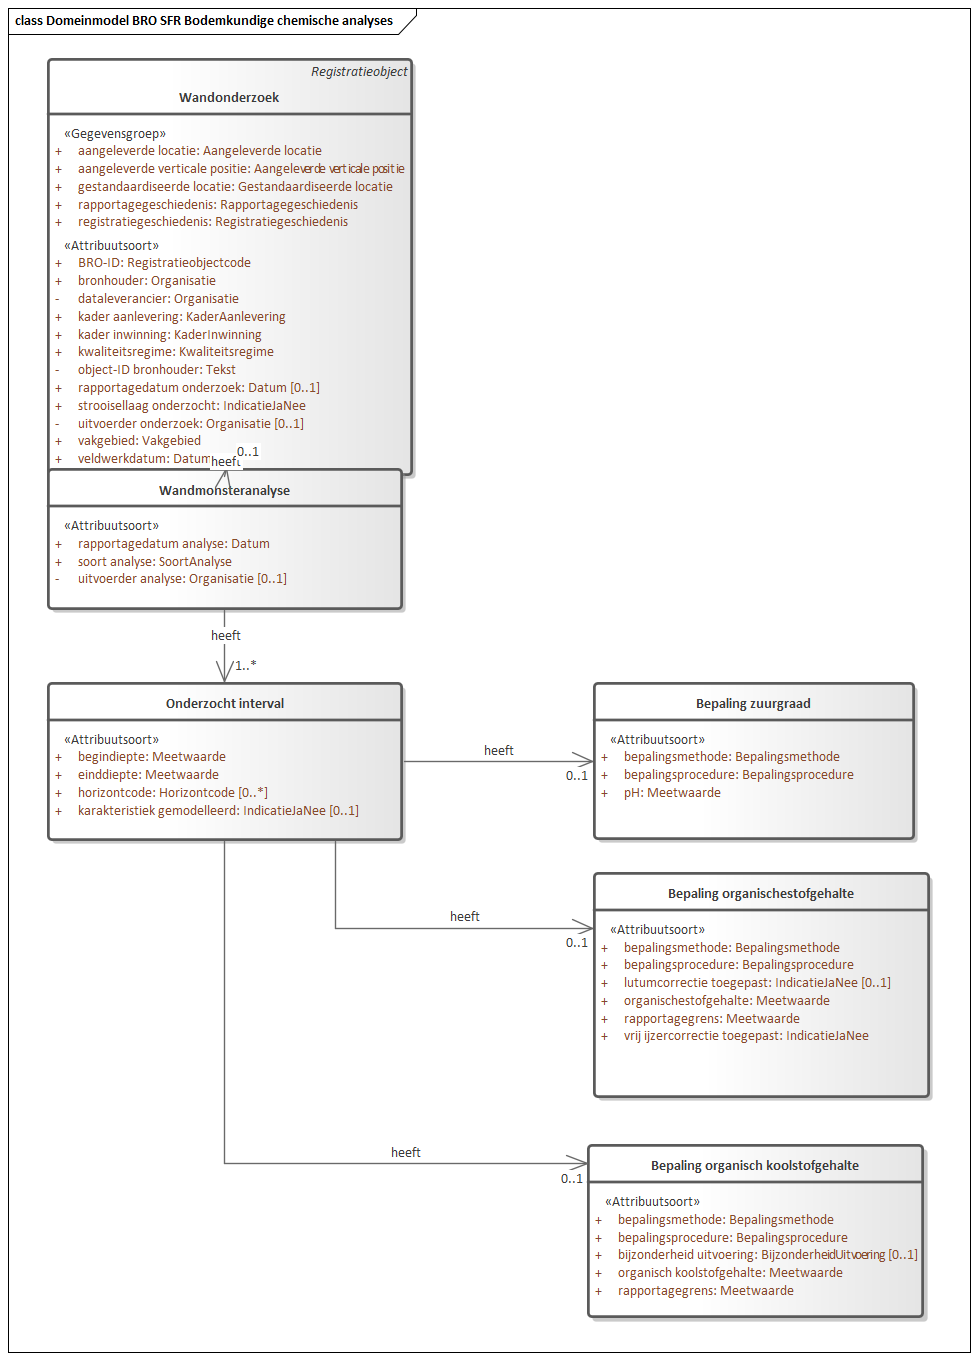 class Domeinmodel BRO SFR Bodemkundige chemische analyses
Registratieobject
Wandonderzoek
«Gegevensgroep»
+ aangeleverde locatie: Aangeleverde locatie
+ aangeleverde verticale positie: Aangeleverde verticale positie
+ gestandaardiseerde locatie: Gestandaardiseerde locatie
+ rapportagegeschiedenis: Rapportagegeschiedenis
+ registratiegeschiedenis: Registratiegeschiedenis
«Attribuutsoort»
+ BRO-ID: Registratieobjectcode
+ bronhouder: Organisatie
- dataleverancier: Organisatie
+ kader aanlevering: KaderAanlevering
+ kader inwinning: KaderInwinning
+ kwaliteitsregime: Kwaliteitsregime
- object-ID bronhouder: Tekst
+ rapportagedatum onderzoek: Datum [0..1]
+ strooisellaag onderzocht: IndicatieJaNee
- uitvoerder onderzoek: Organisatie [0..1]
+ vakgebied: Vakgebied
+ veldwerkdatum: Datum
0..1
heeft
Wandmonsteranalyse
«Attribuutsoort»
+ rapportagedatum analyse: Datum
+ soort analyse: SoortAnalyse
- uitvoerder analyse: Organisatie [0..1]
heeft
1..*
Onderzocht interval
«Attribuutsoort»
+ begindiepte: Meetwaarde
+ einddiepte: Meetwaarde
+ horizontcode: Horizontcode [0..*]
+ karakteristiek gemodelleerd: IndicatieJaNee [0..1]
heeft
0..1
Bepaling zuurgraad
«Attribuutsoort»
+ bepalingsmethode: Bepalingsmethode
+ bepalingsprocedure: Bepalingsprocedure
+ pH: Meetwaarde
heeft
0..1
Bepaling organischestofgehalte
«Attribuutsoort»
+ bepalingsmethode: Bepalingsmethode
+ bepalingsprocedure: Bepalingsprocedure
+ lutumcorrectie toegepast: IndicatieJaNee [0..1]
+ organischestofgehalte: Meetwaarde
+ rapportagegrens: Meetwaarde
+ vrij ijzercorrectie toegepast: IndicatieJaNee
heeft
0..1
Bepaling organisch koolstofgehalte
«Attribuutsoort»
+ bepalingsmethode: Bepalingsmethode
+ bepalingsprocedure: Bepalingsprocedure
+ bijzonderheid uitvoering: BijzonderheidUitvoering [0..1]
+ organisch koolstofgehalte: Meetwaarde
+ rapportagegrens: Meetwaarde